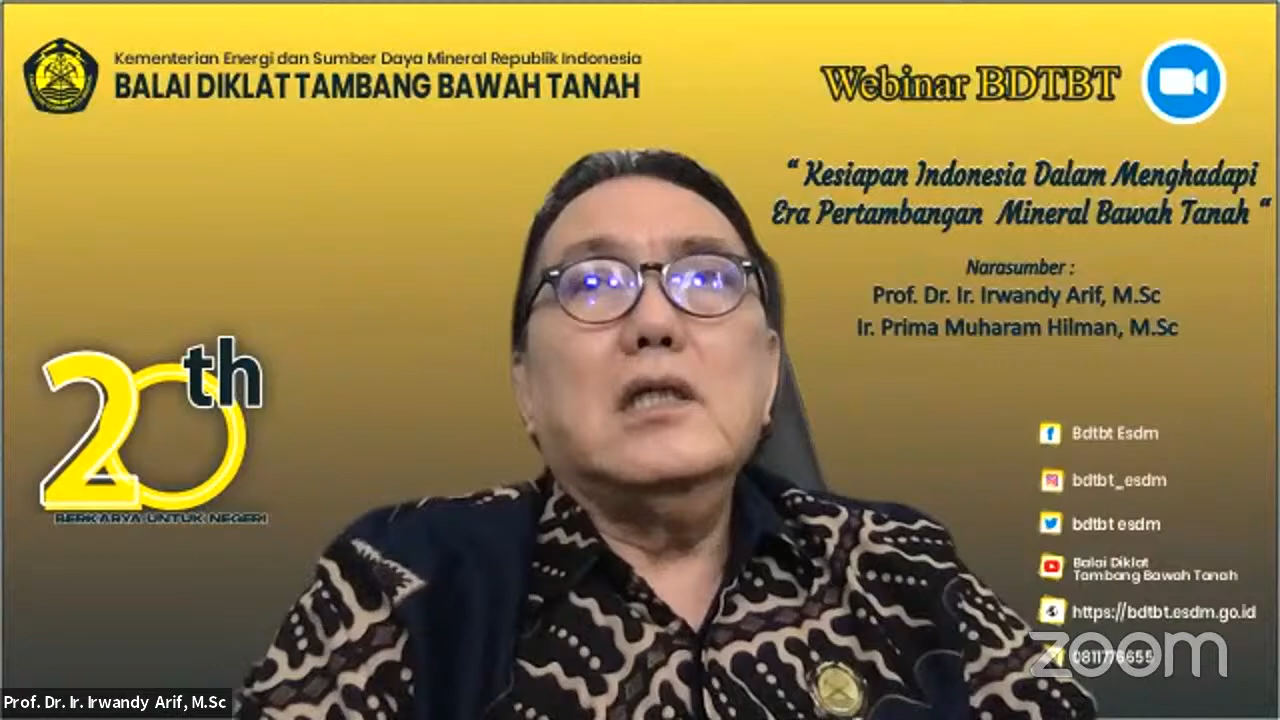 Kementerian Energi dan Sumber Daya Mineral Republik Indonesia
BALAI DIKLAT TAMBANG BAWAH TANAH
Webinar BDTBT
“ Kesiapan Indonesia Dalam Menghadapi
Era Pertambangan Mineral Bawah Tanah “
Narasumber :
Prof. Dr. Ir. Irwandy Arif, M.Sc
Ir. Prima Muharam Hilman, M.Sc
20th
BERKARYA UNTUK NEGERI
Bdtbt Esdm
bdtbt_esdm
bdtbt esdm
Balai Diklat
Tambang Bawah Tanah
https://bdtbt.esdm.go.id
0811776655
zoom
Prof. Dr. Ir. Irwandy Arif, M.Sc